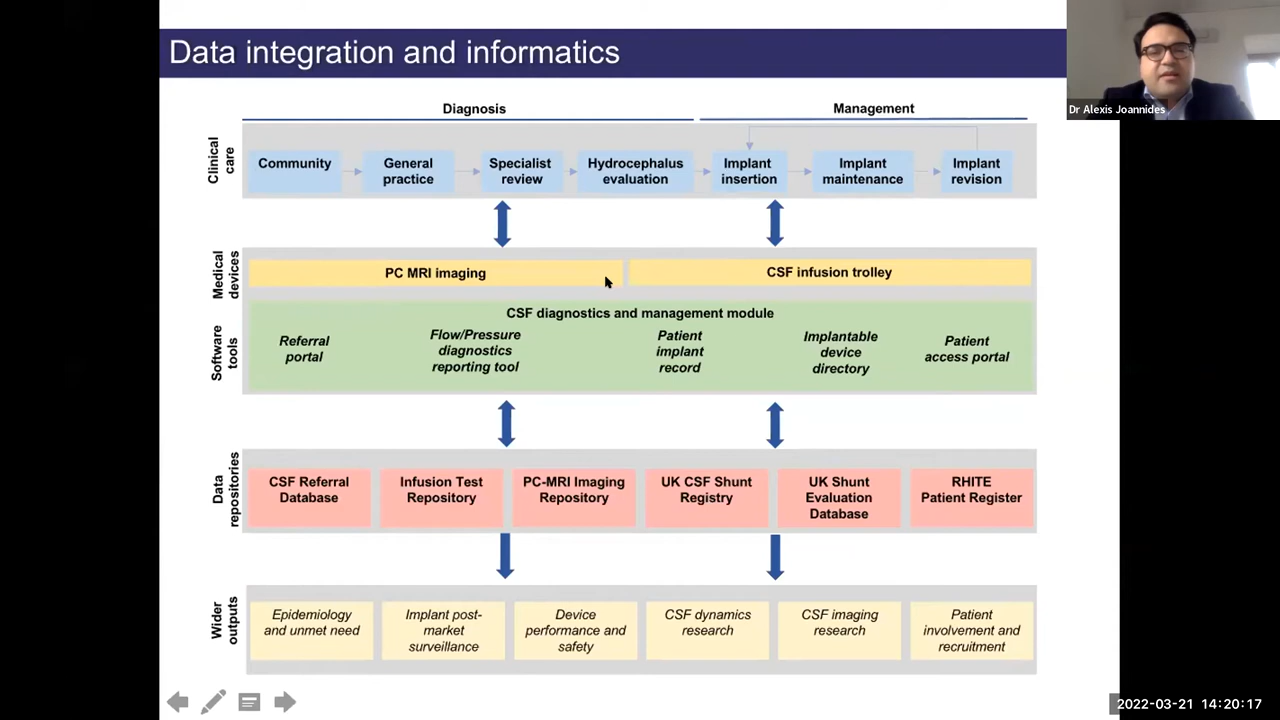 Data integration and informatics
Dr Alexis Joannides
Diagnosis
Management
Clinical
care
Community
General
practice
Specialist
review
Hydrocephalus
evaluation
Implant
insertion
Implant
maintenance
Implant
revision
Medical
devices
PC MRI imaging
CSF infusion trolley
Software
tools
CSF diagnostics and management module
Referral
portal
Flow/Pressure
diagnostics
reporting tool
Patient
implant
record
Implantable
device
directory
Patient
access portal
Data
repositories
CSF Referral
Database
Infusion Test
Repository
PC-MRI Imaging
Repository
UK CSF Shunt
Registry
UK Shunt
Evaluation
Database
RHITE
Patient Register
Wider
outputs
Epidemiology
and unmet need
Implant post-
market
surveillance
Device
performance and
safety
CSF dynamics
research
CSF imaging
research
Patient
involvement and
recruitment
2022-03-21 14:20:17